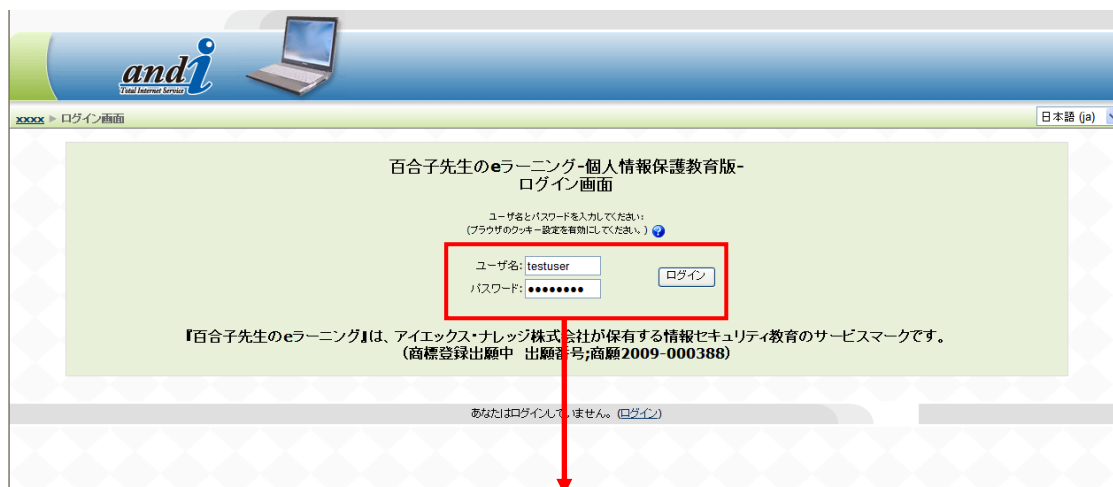 andi
Total Internet Service
xxxx ▶ ログイン画面
日本語 (ja)
百合子先生のeラーニング-個人情報保護教育版-
ログイン画面
ユーザ名とパスワードを入力してください:
(ブラウザのクッキー設定を有効にしてください。)
ユーザ名: testuser
パスワード: ●●●●●●●●
ログイン
『百合子先生のeラーニング』は、アイエックス・ナレッジ株式会社が保有する情報セキュリティ教育のサービスマークです。
(商標登録出願中 出願番号;商願2009-000388)
あなたはログインしていません。 (ログイン)